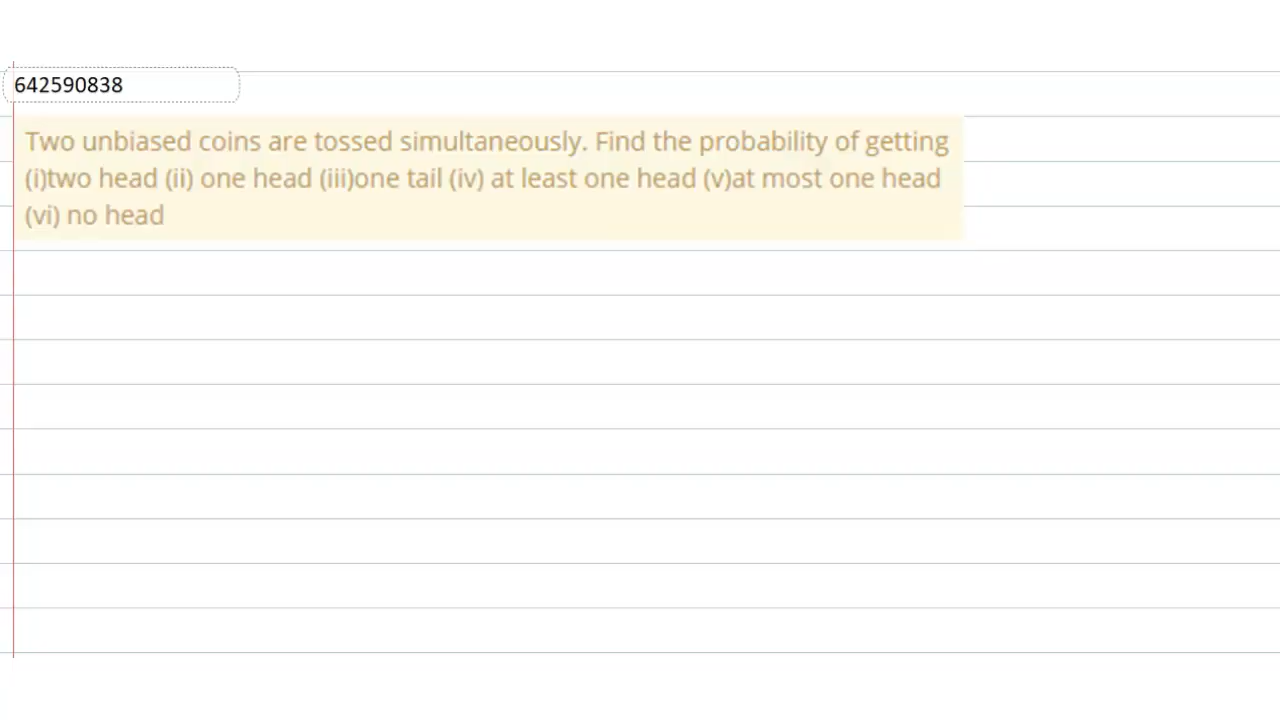 642590838
Two unbiased coins are tossed simultaneously. Find the probability of getting
(i)two head (ii) one head (iii)one tail (iv) at least one head (v)at most one head
(vi) no head